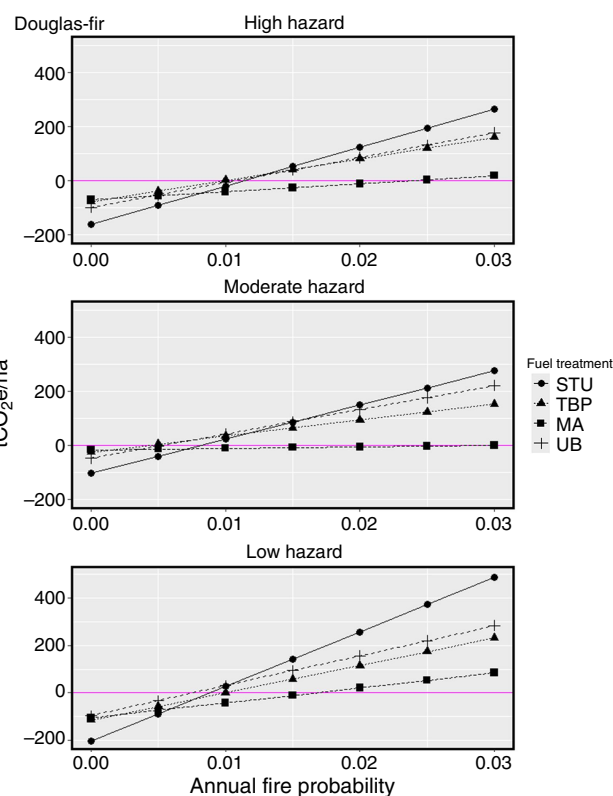 Douglas-fir
High hazard
400
200
0
−200
0.00 0.01 0.02 0.03
Moderate hazard
400
200
0
−200
0.00 0.01 0.02 0.03
tCO2e/ha
Fuel treatment
STU
TBP
MA
UB
Low hazard
400
200
0
−200
0.00 0.01 0.02 0.03
Annual fire probability